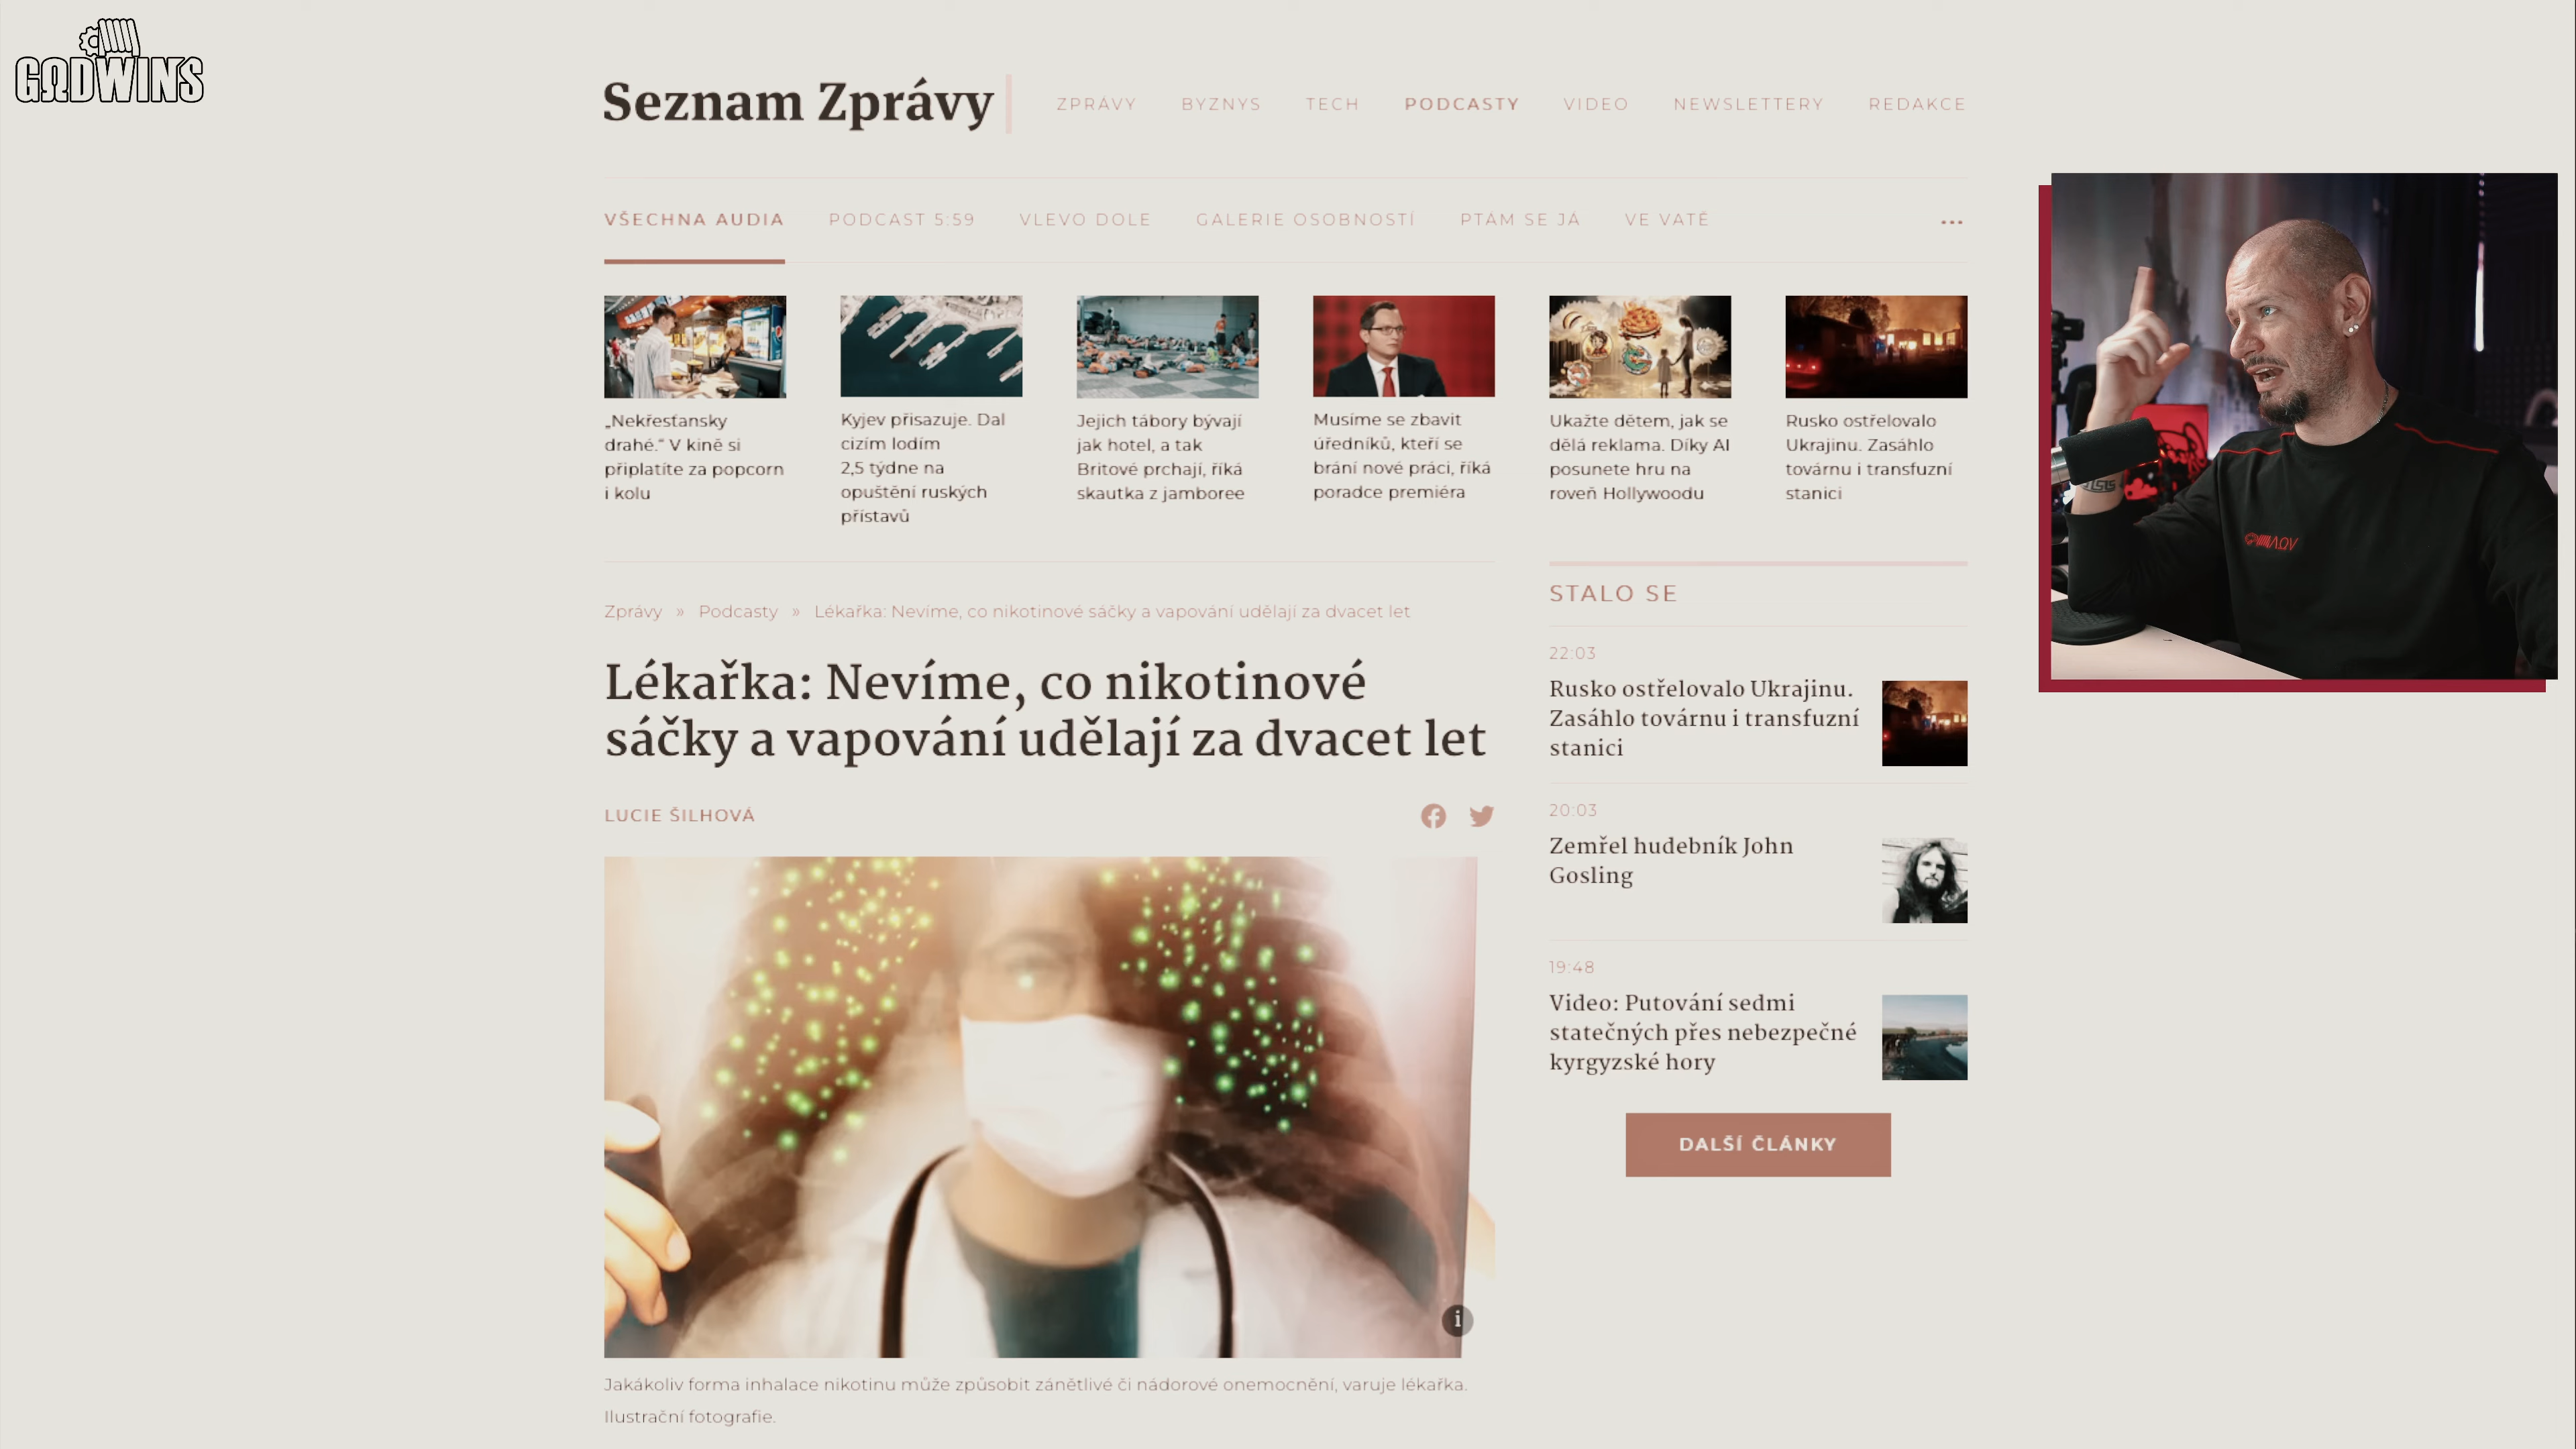 GΩDWIN'S
Seznam Zprávy
ZPRÁVY BYZNYS TECH PODCASTY VIDEO NEWSLETTERY REDAKCE
VŠECHNA AUDIA PODCAST 5:59 VLEVO DOLE GALERIE OSOBNOSTÍ PTÁM SE JÁ VE VATĚ ...
„Nekřesťansky
drahé.“ V kině si
připlatíte za popcorn
i kolu
Kyjev přisazuje. Dal
cizím lodím
2,5 týdne na
opuštění ruských
přístavů
Jejich tábory bývají
jak hotel, a tak
Britové prchají, říká
skautka z jamboree
Musíme se zbavit
úředníků, kteří se
brání nové práci, říká
poradce premiéra
Ukažte dětem, jak se
dělá reklama. Díky AI
posunete hru na
roveň Hollywoodu
Rusko ostřelovalo
Ukrajinu. Zasáhlo
továrnu i transfuzní
stanici
Zprávy » Podcasty » Lékařka: Nevíme, co nikotinové sáčky a vapování udělají za dvacet let
Lékařka: Nevíme, co nikotinové
sáčky a vapování udělají za dvacet let
LUCIE ŠILHOVÁ
i
Jakákoliv forma inhalace nikotinu může způsobit zánětlivé či nádorové onemocnění, varuje lékařka.
Ilustrační fotografie.
STALO SE
22:03
Rusko ostřelovalo Ukrajinu.
Zasáhlo továrnu i transfuzní
stanici
20:03
Zemřel hudebník John
Gosling
19:48
Video: Putování sedmi
statečných přes nebezpečné
kyrgyzské hory
DALŠÍ ČLÁNKY